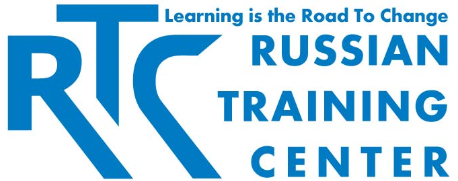 RTC
Learning is the Road To Change
RUSSIAN
TRAINING
CENTER